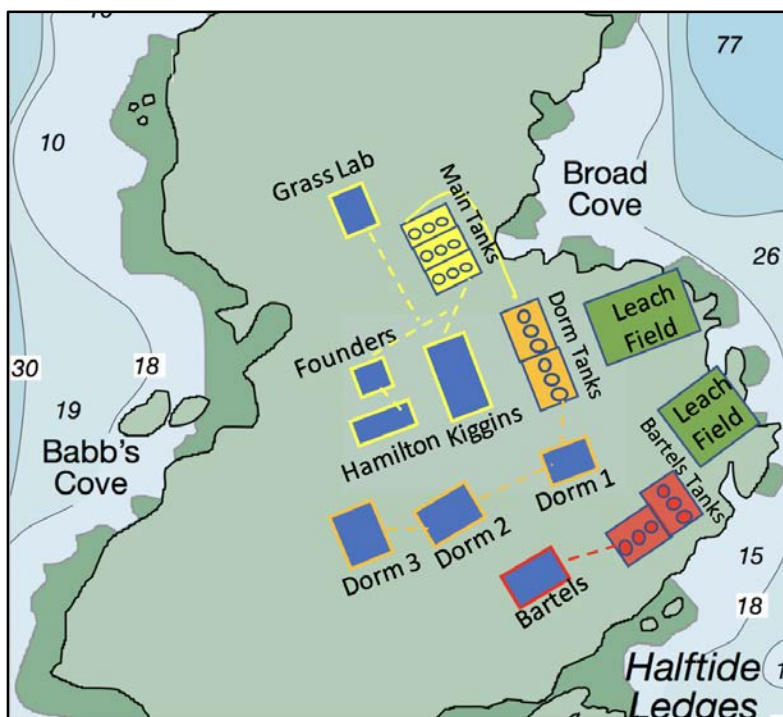 77
10
Grass Lab
Main Tanks
Broad
Cove
26
Leach
Field
Dorm Tanks
Founders
30
18
19
Babb's
Cove
Hamilton
Kiggins
Leach
Field
Bartels Tanks
Dorm 1
Dorm 2
Dorm 3
Bartels
15
18
Halftide
Ledges